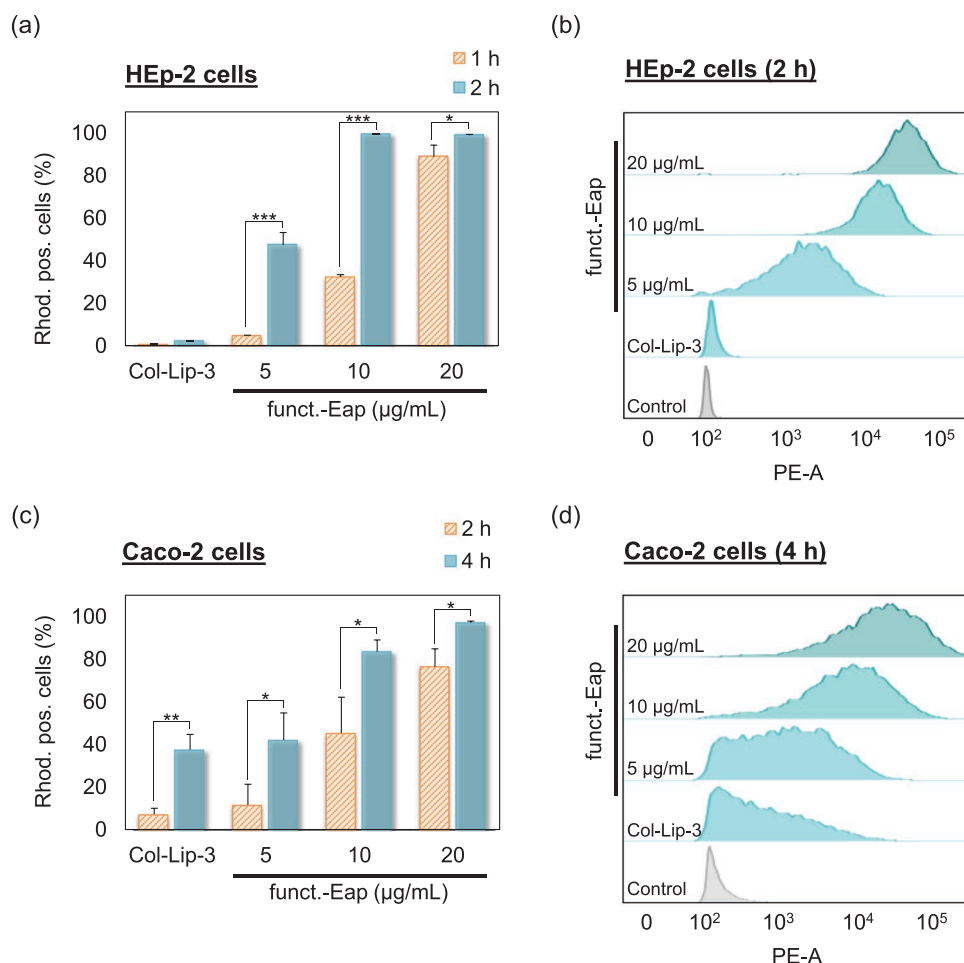 (a)
HEp-2 cells
1 h
2 h
Rhod. pos. cells (%)
100
80
60
40
20
0
***
***
*
Col-Lip-3 5 10 20
funct.-Eap (µg/mL)
(b)
HEp-2 cells (2 h)
funct.-Eap
20 µg/mL
10 µg/mL
5 µg/mL
Col-Lip-3
Control
0 10² 10³ 10⁴ 10⁵
PE-A
(c)
Caco-2 cells
2 h
4 h
Rhod. pos. cells (%)
100
80
60
40
20
0
**
*
*
*
Col-Lip-3 5 10 20
funct.-Eap (µg/mL)
(d)
Caco-2 cells (4 h)
funct.-Eap
20 µg/mL
10 µg/mL
5 µg/mL
Col-Lip-3
Control
0 10² 10³ 10⁴ 10⁵
PE-A